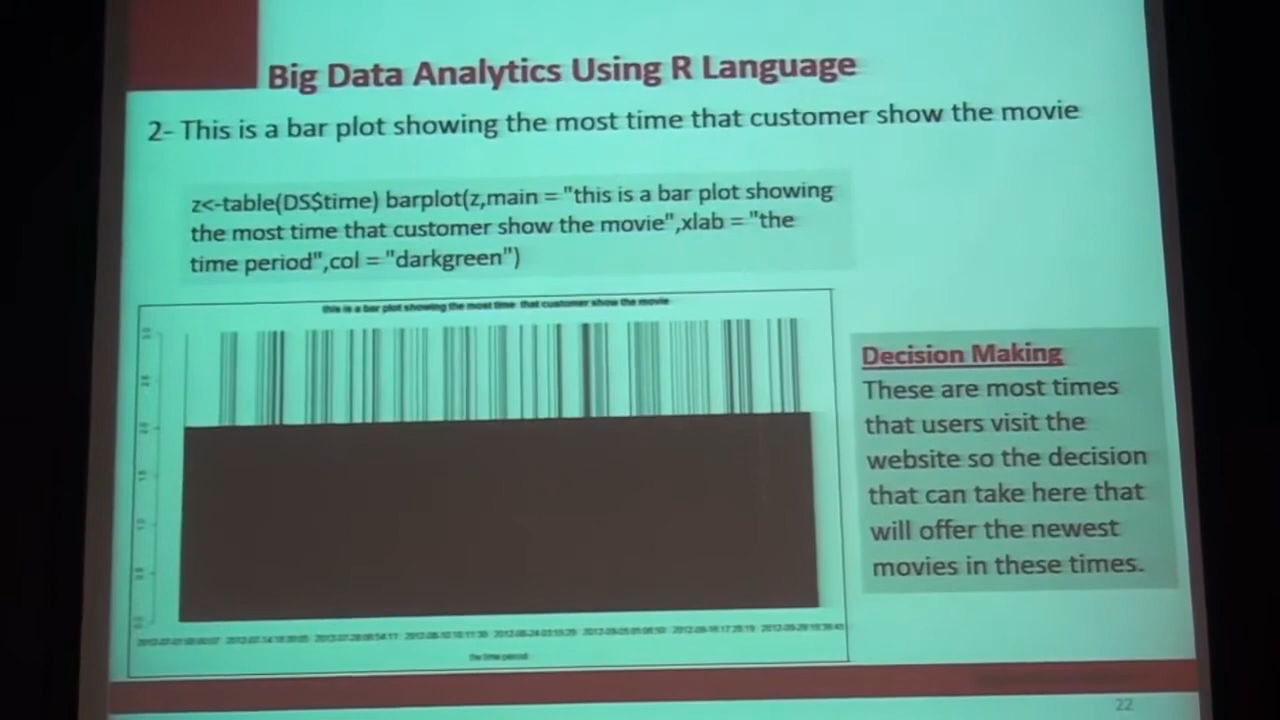 Big Data Analytics Using R Language
2- This is a bar plot showing the most time that customer show the movie
z<-table(DS$time) barplot(z,main = "this is a bar plot showing
the most time that customer show the movie",xlab = "the
time period",col = "darkgreen")
this is a bar plot showing the most time that customer show the movie
Decision Making
These are most times
that users visit the
website so the decision
that can take here that
will offer the newest
movies in these times.
the time period
22